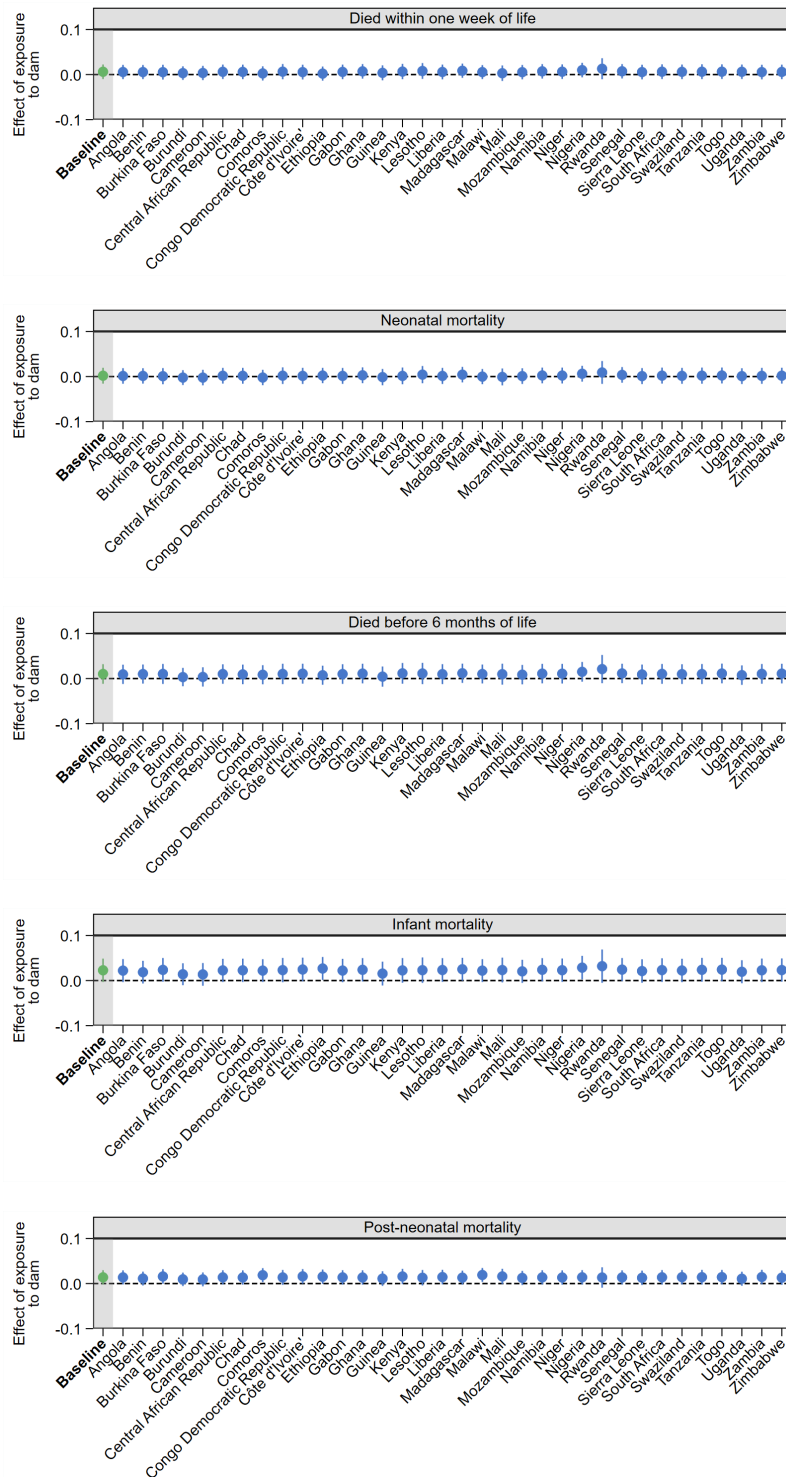 Died within one week of life
Effect of exposure
to dam
0.1
0.0
-0.1
Baseline
Angola
Benin
Burkina Faso
Burundi
Cameroon
Central African Republic
Chad
Comoros
Congo Democratic Republic
Côte d'Ivoire'
Ethiopia
Gabon
Ghana
Guinea
Kenya
Lesotho
Liberia
Madagascar
Malawi
Mali
Mozambique
Namibia
Niger
Nigeria
Rwanda
Senegal
Sierra Leone
South Africa
Swaziland
Tanzania
Togo
Uganda
Zambia
Zimbabwe
Neonatal mortality
Effect of exposure
to dam
0.1
0.0
-0.1
Baseline
Angola
Benin
Burkina Faso
Burundi
Cameroon
Central African Republic
Chad
Comoros
Congo Democratic Republic
Côte d'Ivoire'
Ethiopia
Gabon
Ghana
Guinea
Kenya
Lesotho
Liberia
Madagascar
Malawi
Mali
Mozambique
Namibia
Niger
Nigeria
Rwanda
Senegal
Sierra Leone
South Africa
Swaziland
Tanzania
Togo
Uganda
Zambia
Zimbabwe
Died before 6 months of life
Effect of exposure
to dam
0.1
0.0
-0.1
Baseline
Angola
Benin
Burkina Faso
Burundi
Cameroon
Central African Republic
Chad
Comoros
Congo Democratic Republic
Côte d'Ivoire'
Ethiopia
Gabon
Ghana
Guinea
Kenya
Lesotho
Liberia
Madagascar
Malawi
Mali
Mozambique
Namibia
Niger
Nigeria
Rwanda
Senegal
Sierra Leone
South Africa
Swaziland
Tanzania
Togo
Uganda
Zambia
Zimbabwe
Infant mortality
Effect of exposure
to dam
0.1
0.0
-0.1
Baseline
Angola
Benin
Burkina Faso
Burundi
Cameroon
Central African Republic
Chad
Comoros
Congo Democratic Republic
Côte d'Ivoire'
Ethiopia
Gabon
Ghana
Guinea
Kenya
Lesotho
Liberia
Madagascar
Malawi
Mali
Mozambique
Namibia
Niger
Nigeria
Rwanda
Senegal
Sierra Leone
South Africa
Swaziland
Tanzania
Togo
Uganda
Zambia
Zimbabwe
Post-neonatal mortality
Effect of exposure
to dam
0.1
0.0
-0.1
Baseline
Angola
Benin
Burkina Faso
Burundi
Cameroon
Central African Republic
Chad
Comoros
Congo Democratic Republic
Côte d'Ivoire'
Ethiopia
Gabon
Ghana
Guinea
Kenya
Lesotho
Liberia
Madagascar
Malawi
Mali
Mozambique
Namibia
Niger
Nigeria
Rwanda
Senegal
Sierra Leone
South Africa
Swaziland
Tanzania
Togo
Uganda
Zambia
Zimbabwe